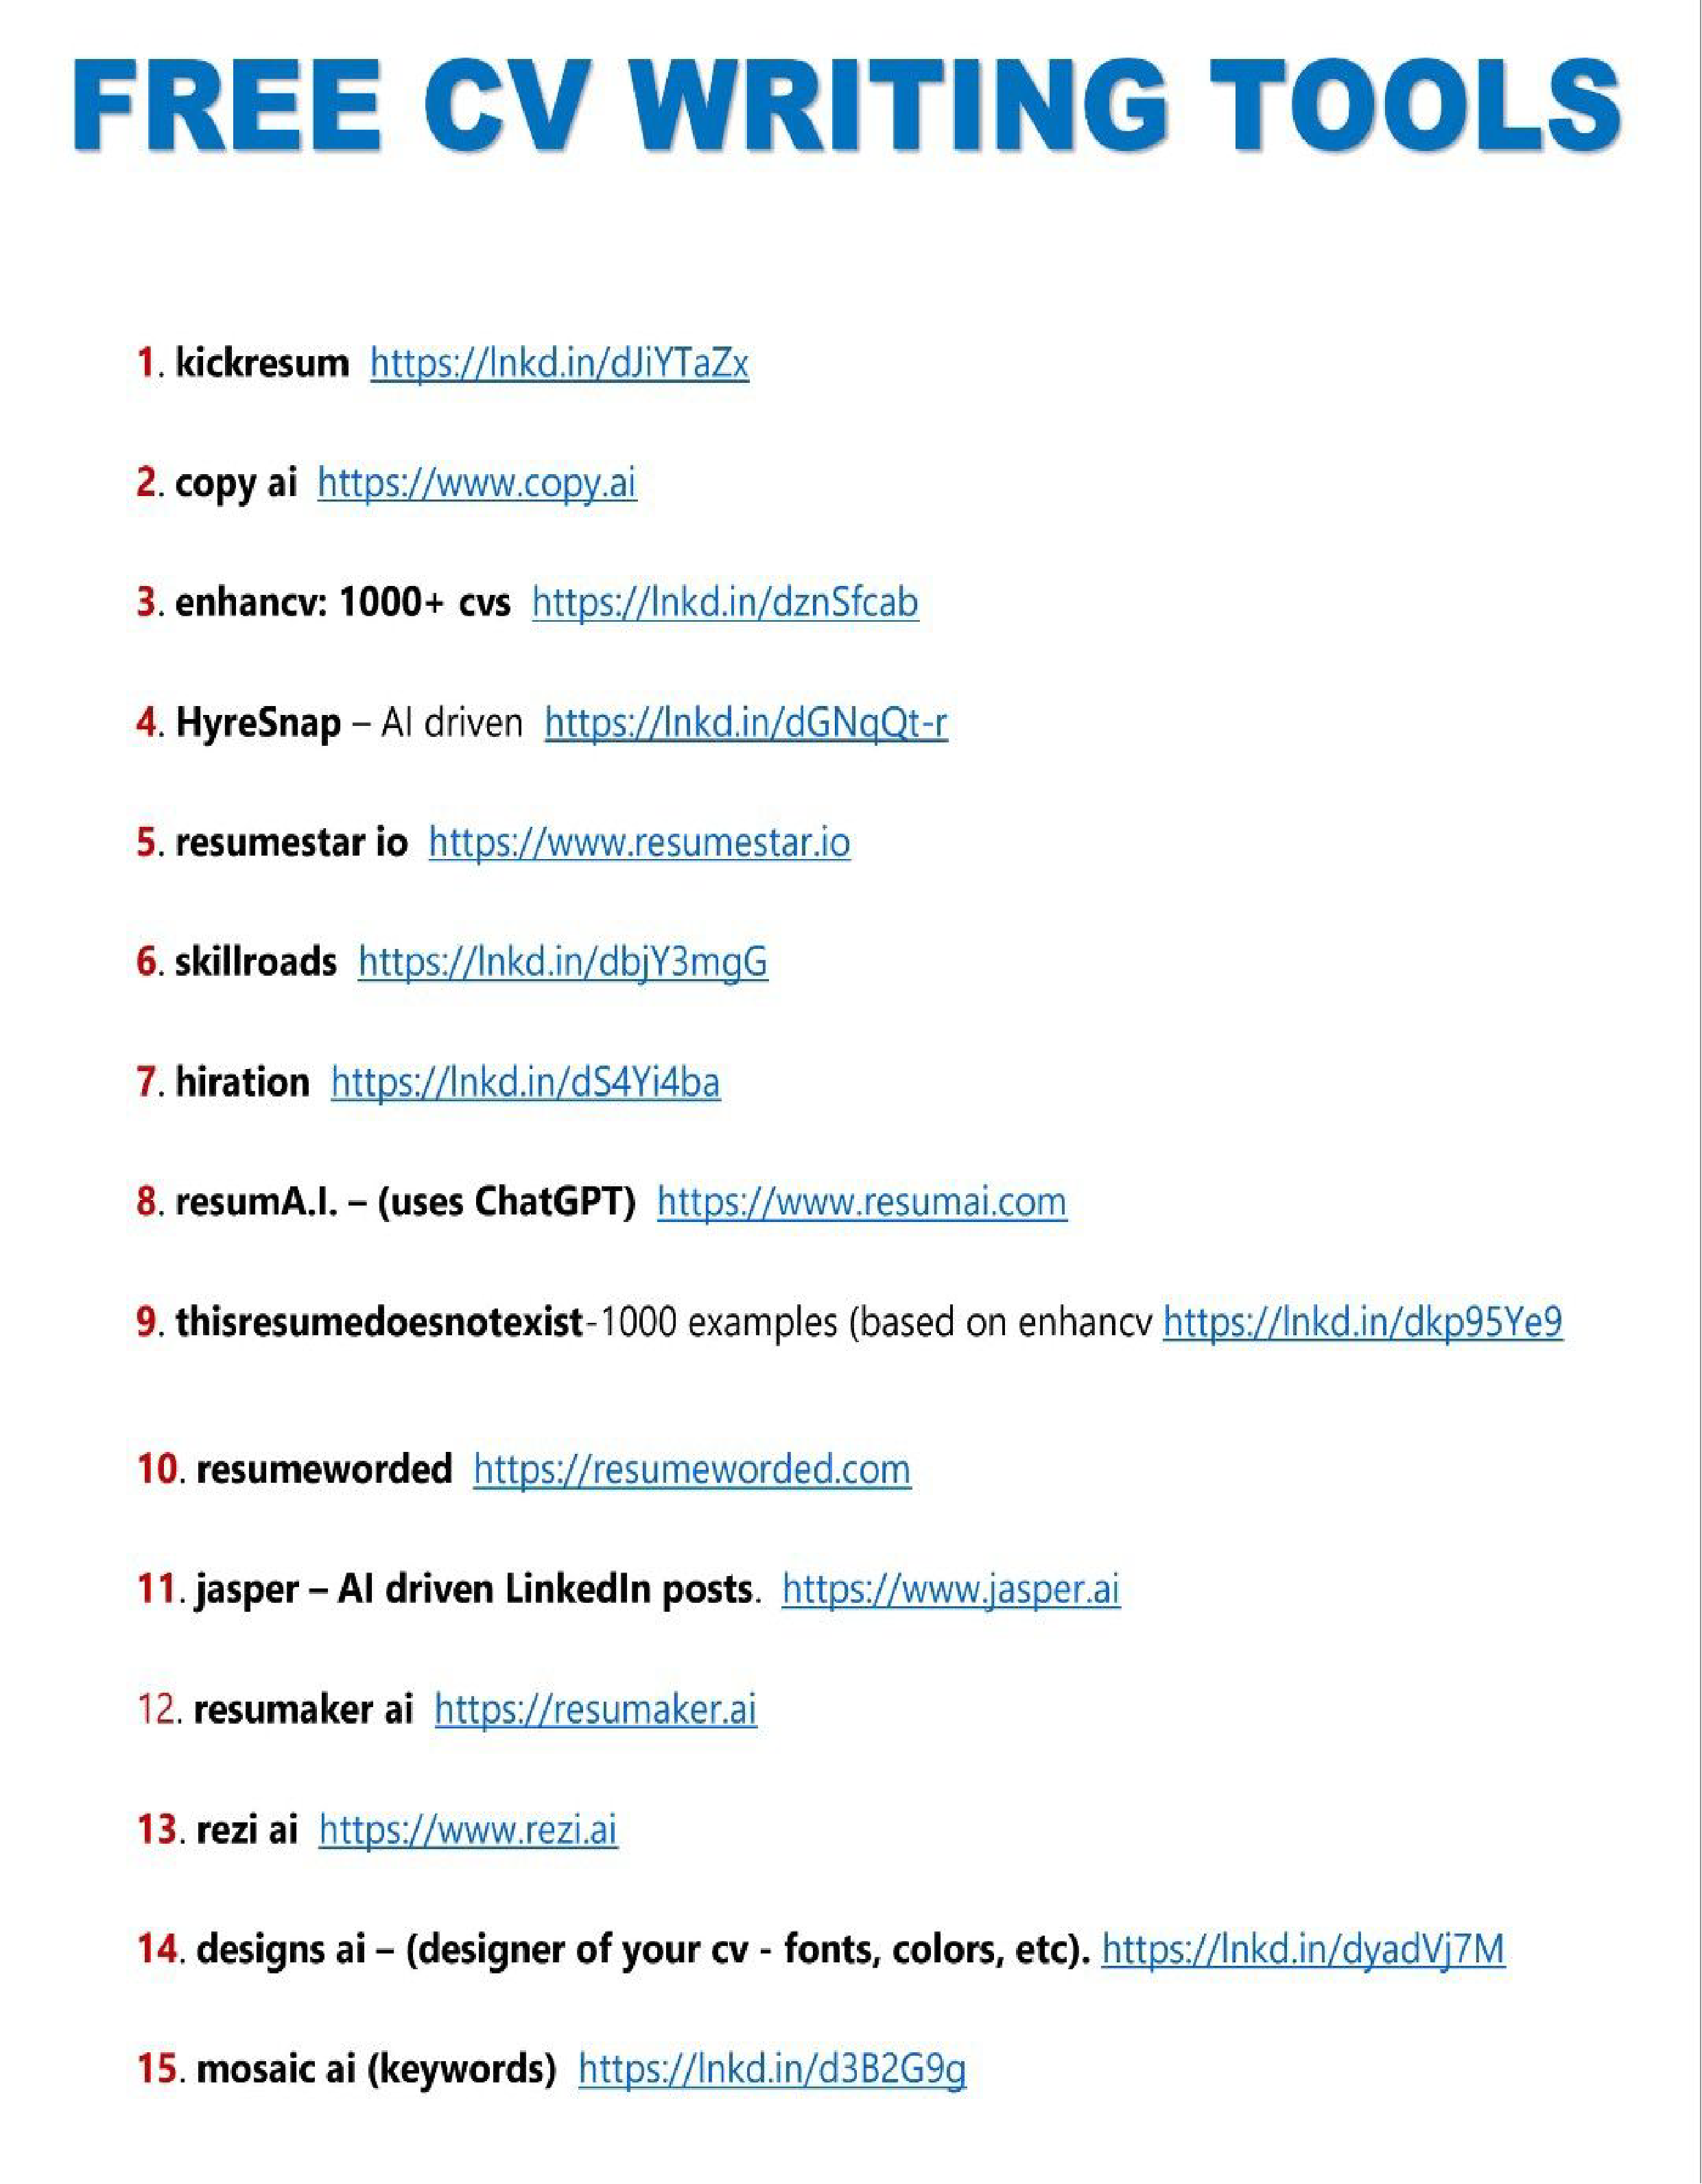 FREE CV WRITING TOOLS
1. kickresum https://lnkd.in/dJiYTaZx
2. copy ai https://www.copy.ai
3. enhancv: 1000+ cvs https://lnkd.in/dznSfcab
4. HyreSnap – AI driven https://lnkd.in/dGNqQt-r
5. resumestar io https://www.resumestar.io
6. skillroads https://lnkd.in/dbjY3mgG
7. hiration https://lnkd.in/dS4Yi4ba
8. resumA.I. – (uses ChatGPT) https://www.resumai.com
9. thisresumedoesnotexist-1000 examples (based on enhancv https://lnkd.in/dkp95Ye9
10. resumeworded https://resumeworded.com
11. jasper – AI driven LinkedIn posts. https://www.jasper.ai
12. resumaker ai https://resumaker.ai
13. rezi ai https://www.rezi.ai
14. designs ai – (designer of your cv - fonts, colors, etc). https://lnkd.in/dyadVj7M
15. mosaic ai (keywords) https://lnkd.in/d3B2G9g